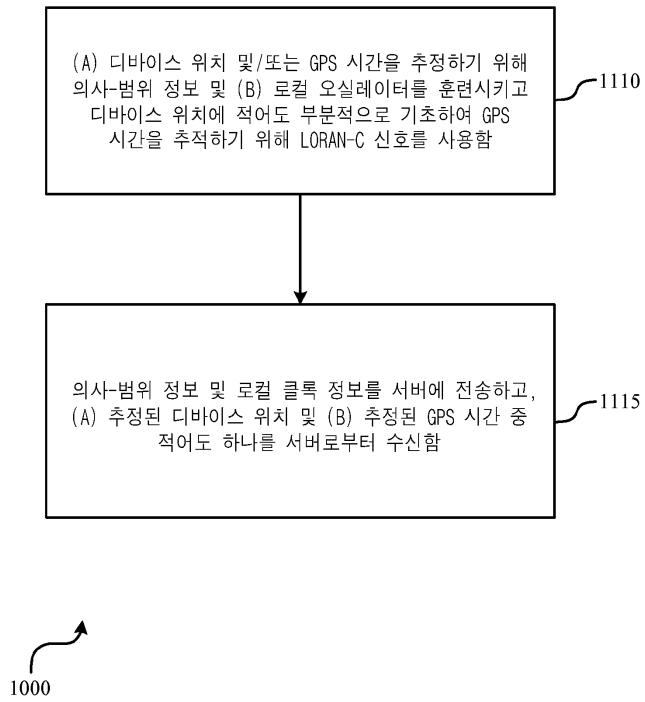 (A) 디바이스 위치 및/또는 GPS 시간을 추정하기 위해
의사-범위 정보 및 (B) 로컬 오실레이터를 훈련시키고
디바이스 위치에 적어도 부분적으로 기초하여 GPS
시간을 추적하기 위해 LORAN-C 신호를 사용함
1110
의사-범위 정보 및 로컬 클록 정보를 서버에 전송하고,
(A) 추정된 디바이스 위치 및 (B) 추정된 GPS 시간 중
적어도 하나를 서버로부터 수신함
1115
1000